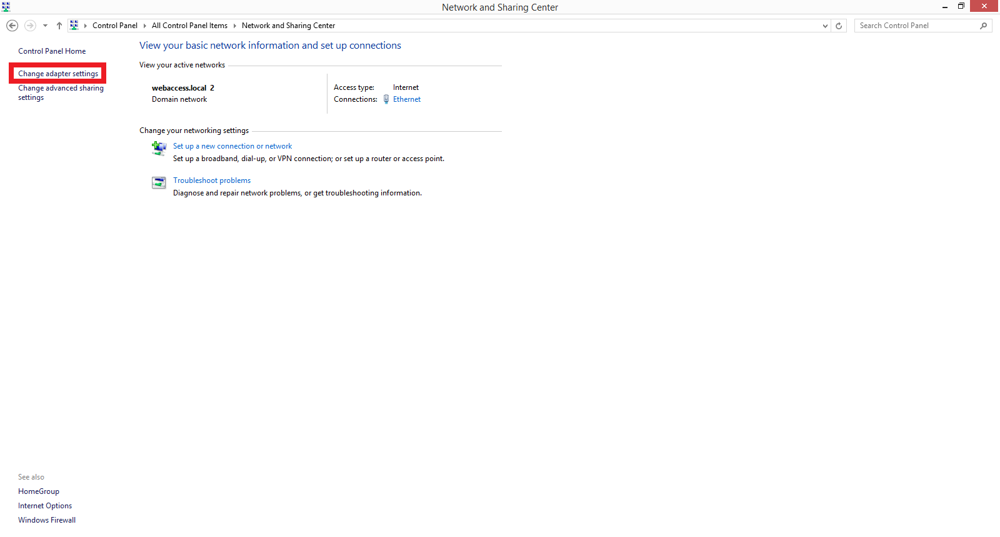 Network and Sharing Center
Control Panel
All Control Panel Items
Network and Sharing Center
Search Control Panel
Control Panel Home
Change adapter settings
Change advanced sharing
settings
View your basic network information and set up connections
View your active networks
webaccess.local 2
Domain network
Access type: Internet
Connections: Ethernet
Change your networking settings
Set up a new connection or network
Set up a broadband, dial-up, or VPN connection; or set up a router or access point.
Troubleshoot problems
Diagnose and repair network problems, or get troubleshooting information.
See also
HomeGroup
Internet Options
Windows Firewall